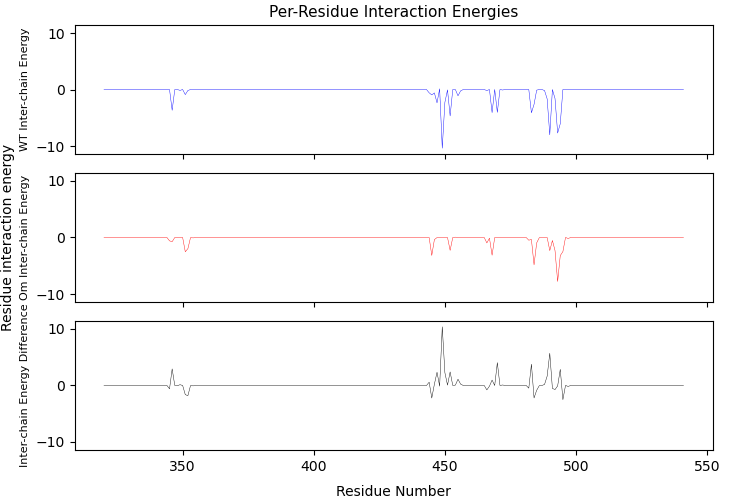 Per-Residue Interaction Energies
Residue interaction energy
WT Inter-chain Energy
10
0
−10
Om Inter-chain Energy
10
0
−10
Inter-chain Energy Difference
10
0
−10
350
400
450
500
550
Residue Number